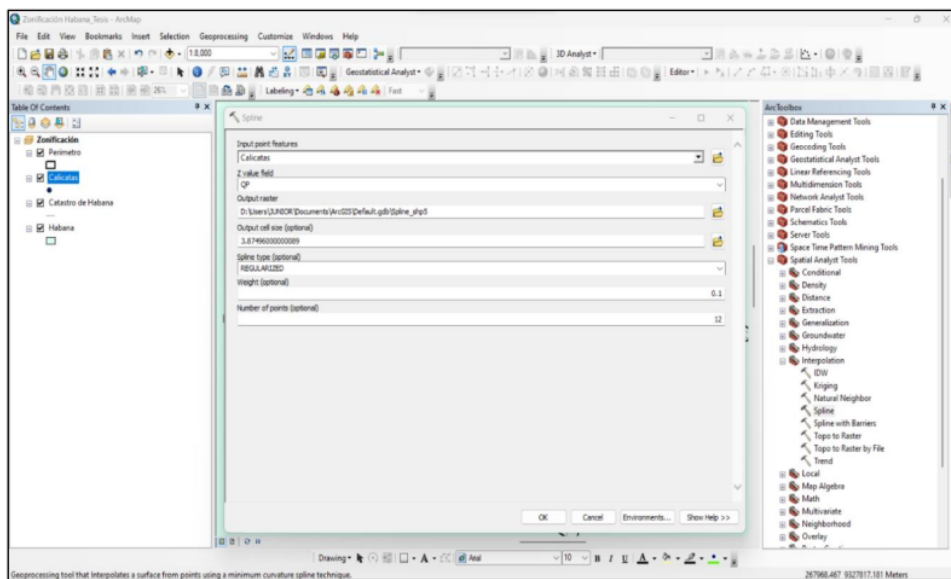 Zonificación Habana_Tesis - ArcMap
File Edit View Bookmarks Insert Selection Geoprocessing Customize Windows Help
1:8,000
3D Analyst
Geostatistical Analyst
Editor
26%
Labeling
Fast
Table Of Contents
Zonificación
Perimetro
Calicatas
Catastro de Habana
Habana
Spline
Input point features
Calicatas
Z value field
QP
Output raster
D:\Users\JUNIOR\Documents\ArcGIS\Default.gdb\Spline_shp5
Output cell size (optional)
3.87496000000089
Spline type (optional)
REGULARIZED
Weight (optional)
0.1
Number of points (optional)
12
OK Cancel Environments... Show Help >>
ArcToolbox
Data Management Tools
Editing Tools
Geocoding Tools
Geostatistical Analyst Tools
Linear Referencing Tools
Multidimension Tools
Network Analyst Tools
Parcel Fabric Tools
Schematics Tools
Server Tools
Space Time Pattern Mining Tools
Spatial Analyst Tools
Conditional
Density
Distance
Extraction
Generalization
Groundwater
Hydrology
Interpolation
IDW
Kriging
Natural Neighbor
Spline
Spline with Barriers
Topo to Raster
Topo to Raster by File
Trend
Local
Map Algebra
Math
Multivariate
Neighborhood
Overlay
Drawing A Arial 10 B I U A
Geoprocessing tool that Interpolates a surface from points using a minimum curvature spline technique.
267968.467 9327817.181 Meters